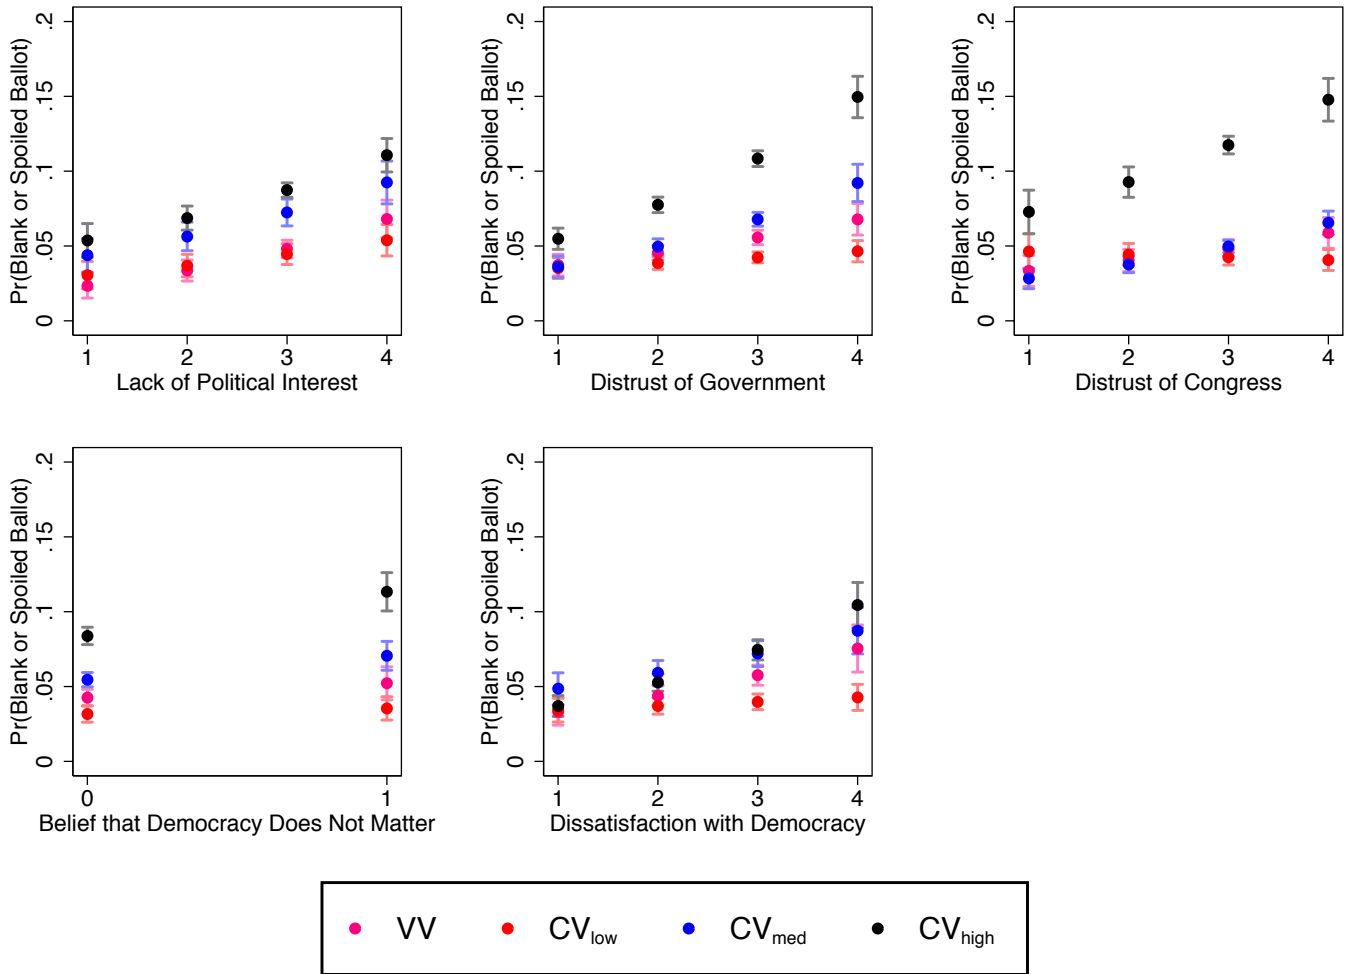 Pr(Blank or Spoiled Ballot)
.2
.15
.1
.05
0
1 2 3 4
Lack of Political Interest
Pr(Blank or Spoiled Ballot)
.2
.15
.1
.05
0
1 2 3 4
Distrust of Government
Pr(Blank or Spoiled Ballot)
.2
.15
.1
.05
0
1 2 3 4
Distrust of Congress
Pr(Blank or Spoiled Ballot)
.2
.15
.1
.05
0
0 1
Belief that Democracy Does Not Matter
Pr(Blank or Spoiled Ballot)
.2
.15
.1
.05
0
1 2 3 4
Dissatisfaction with Democracy
VV CVlow CVmed CVhigh